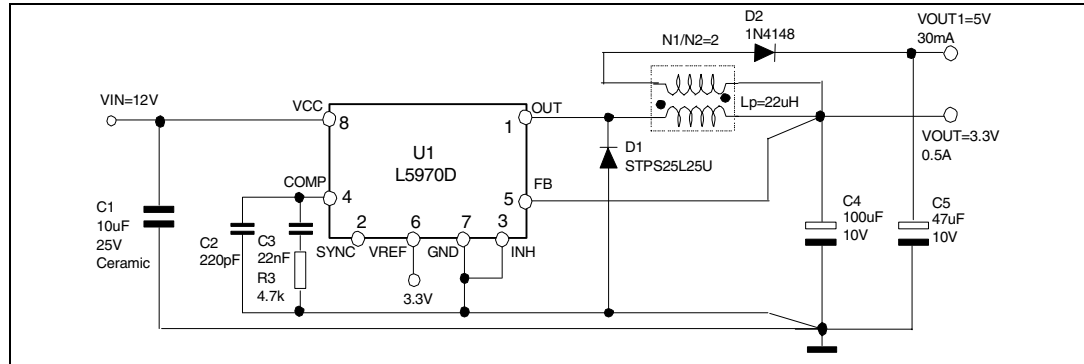 D2
1N4148
VOUT1=5V
30mA
N1/N2=2
VIN=12V
VCC
8
U1
L5970D
1
OUT
Lp=22uH
VOUT=3.3V
0.5A
D1
STPS25L25U
COMP
4
5
FB
C1
10uF
25V
Ceramic
C2
220pF
C3
22nF
R3
4.7k
2
SYNC
6
VREF
7
GND
3
INH
3.3V
C4
100uF
10V
C5
47uF
10V